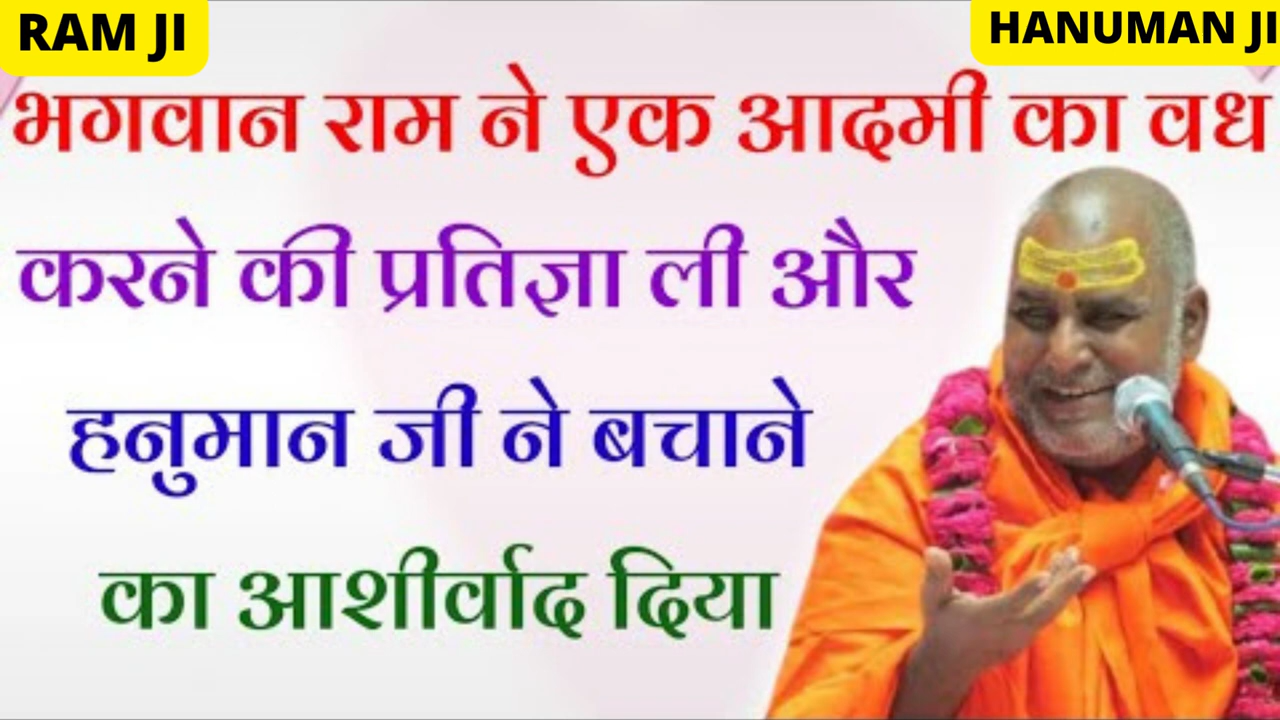 RAM JI
HANUMAN JI
भगवान राम ने एक आदमी का वध
करने की प्रतिज्ञा ली और
हनुमान जी ने बचाने
का आशीर्वाद दिया